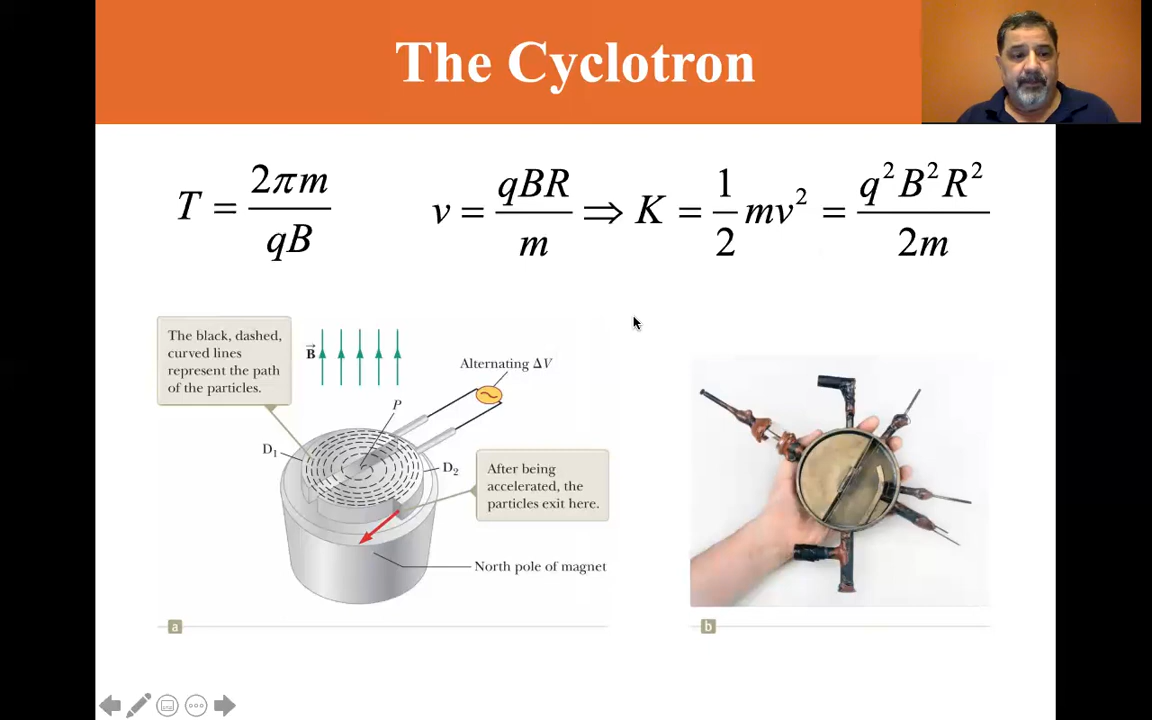 The Cyclotron
T = 2πm / qB
v = qBR / m ⇒ K = 1/2 mv² = q²B²R² / 2m
The black, dashed,
curved lines
represent the path
of the particles.
B⃗
Alternating ΔV
P
D₁
D₂
After being
accelerated, the
particles exit here.
North pole of magnet
a
b